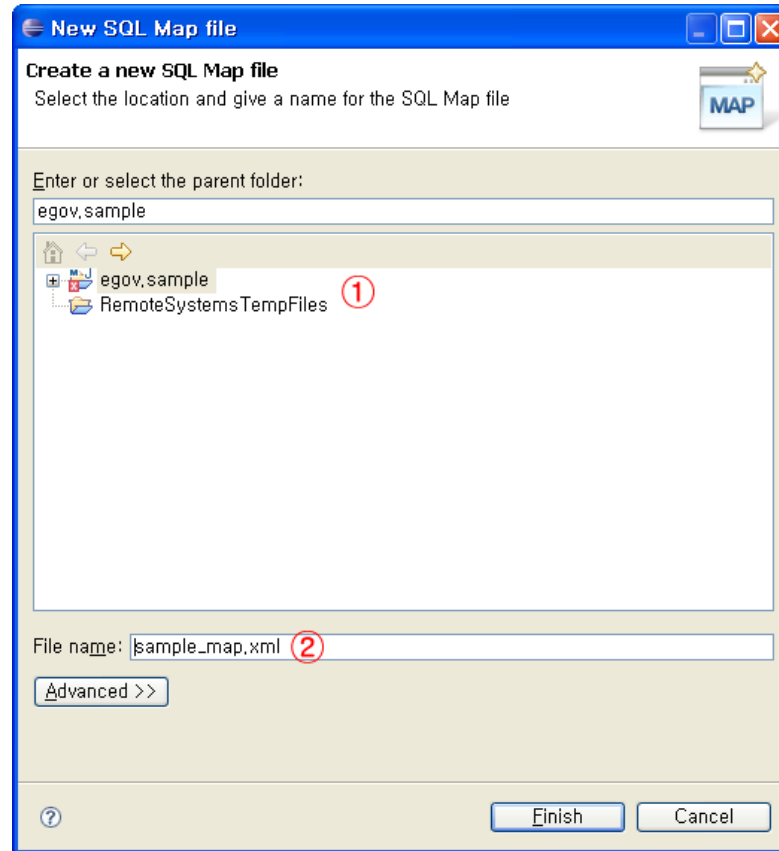 New SQL Map file
Create a new SQL Map file
Select the location and give a name for the SQL Map file
MAP
Enter or select the parent folder:
egov.sample
egov.sample
①
RemoteSystemsTempFiles
File name: sample_map.xml ②
Advanced >>
Finish Cancel